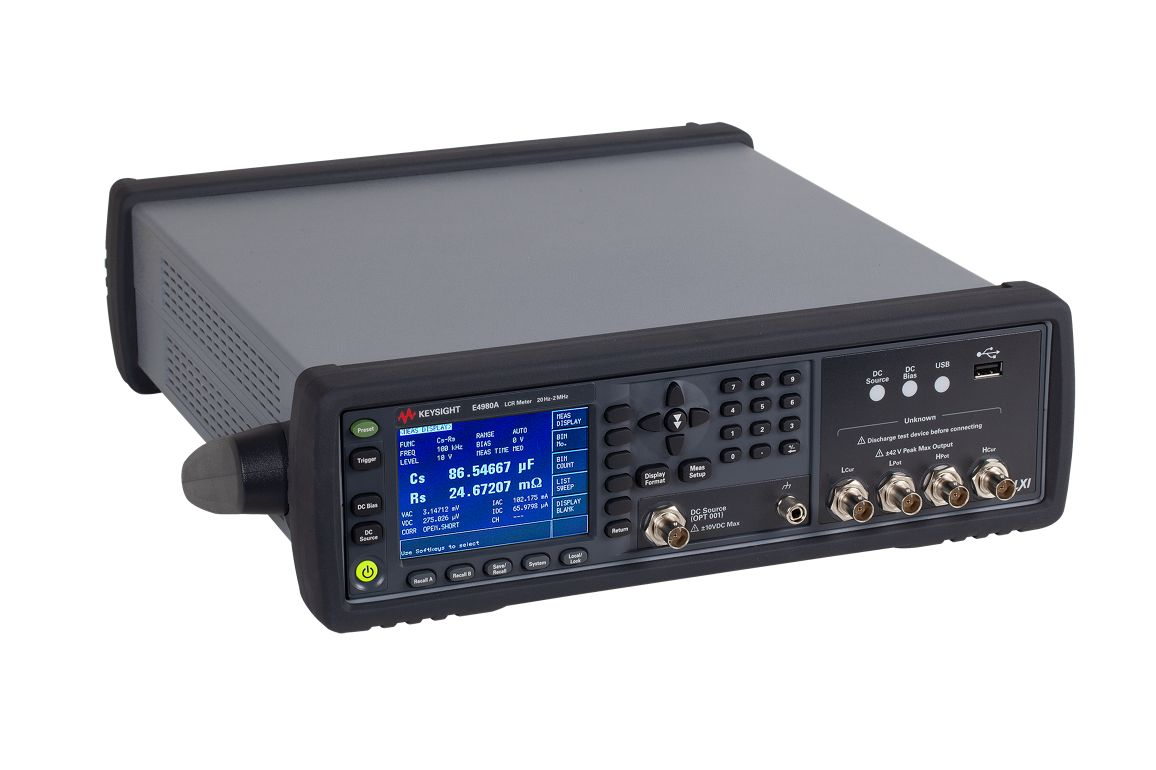 KEYSIGHT E4980A LCR Meter 20 Hz-2 MHz
Preset
Trigger
DC Bias
DC
Source
<MEAS DISPLAY>
FUNC Cs-Rs RANGE AUTO
FREQ 100 kHz BIAS 0 V
LEVEL 10 V MEAS TIME MED
Cs 86.54667 µF
Rs 24.67207 mΩ
VAC 3.14712 mV IAC 102.175 mA
VDC 275.026 µV IDC 65.9798 µA
CORR OPEN,SHORT CH ---
Use Softkeys to select
MEAS
DISPLAY
BIN
No.
BIN
COUNT
LIST
SWEEP
DISPLAY
BLANK
Recall A
Recall B
Save/
Recall
System
Local/
Lock
Return
Display
Format
Meas
Setup
7 8 9
4 5 6
1 2 3
0 . +/-
DC Source
(OPT 001)
±10VDC Max
DC
Source
DC
Bias
USB
Unknown
Discharge test device before connecting
±42 V Peak Max Output
LCur LPot HPot HCur
LXI